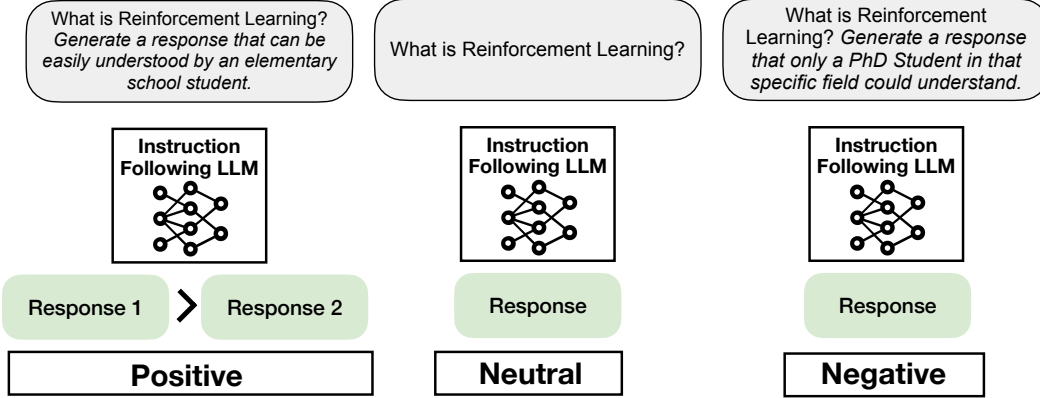 What is Reinforcement Learning?
Generate a response that can be
easily understood by an elementary
school student.
What is Reinforcement Learning?
What is Reinforcement
Learning? Generate a response
that only a PhD Student in that
specific field could understand.
Instruction
Following LLM
Instruction
Following LLM
Instruction
Following LLM
Response 1 > Response 2
Response
Response
Positive
Neutral
Negative